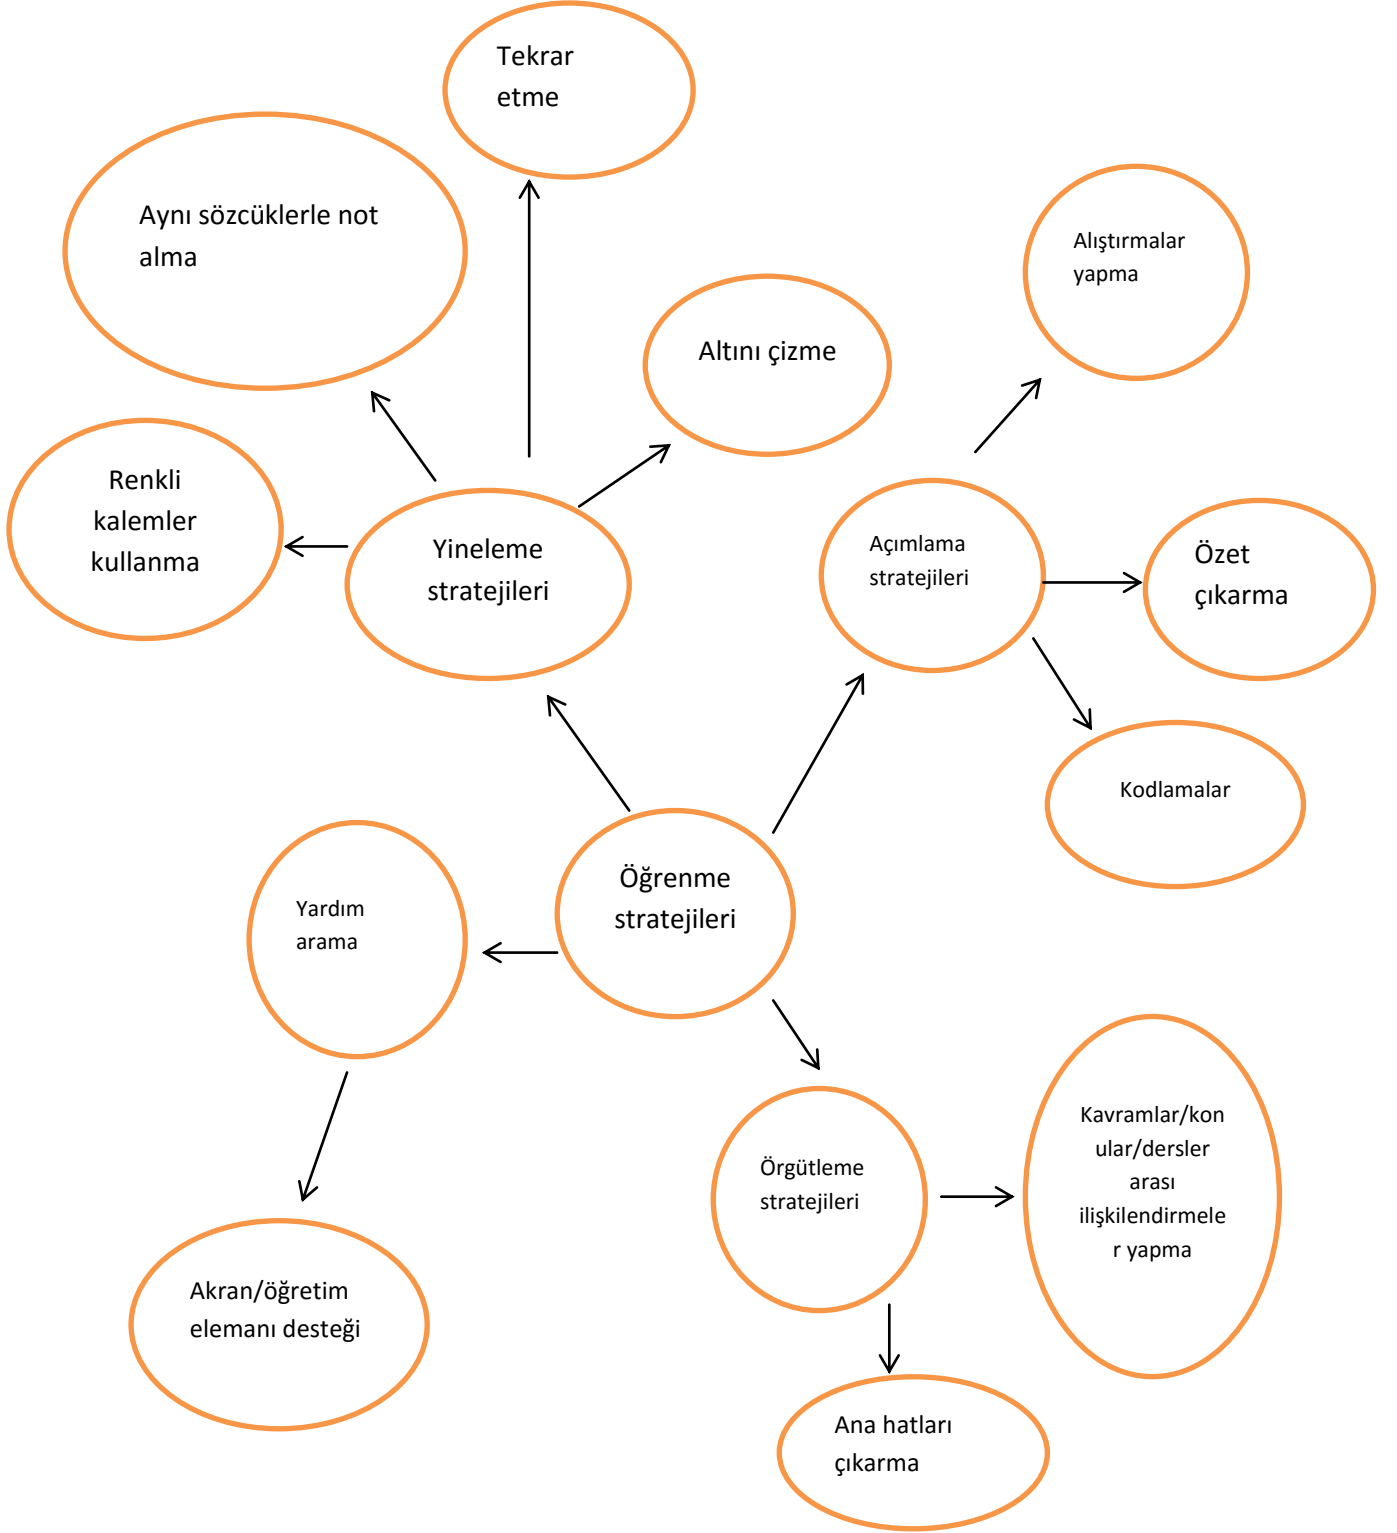 Tekrar
etme
Aynı sözcüklerle not
alma
Alıştırmalar
yapma
Altını çizme
Renkli
kalemler
kullanma
Yineleme
stratejileri
Açımlama
stratejileri
Özet
çıkarma
Kodlamalar
Öğrenme
stratejileri
Yardım
arama
Örgütleme
stratejileri
Kavramlar/kon
ular/dersler
arası
ilişkilendirmele
r yapma
Akran/öğretim
elemanı desteği
Ana hatları
çıkarma